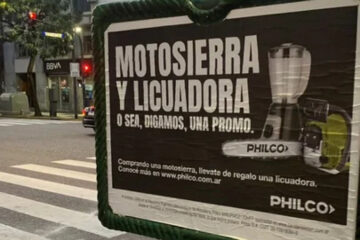 BBVA
MOTOSIERRA
Y LICUADORA
O SEA, DIGAMOS, UNA PROMO.
PHILCO
Comprando una motosierra, llevate de regalo una licuadora.
Conocé más en www.philco.com.ar
PHILCO